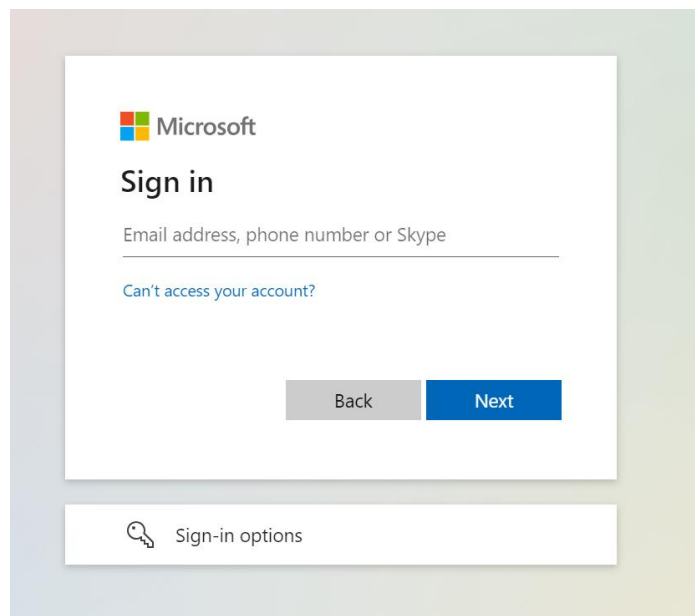 Microsoft
Sign in
Email address, phone number or Skype
Can't access your account?
Back Next
Sign-in options